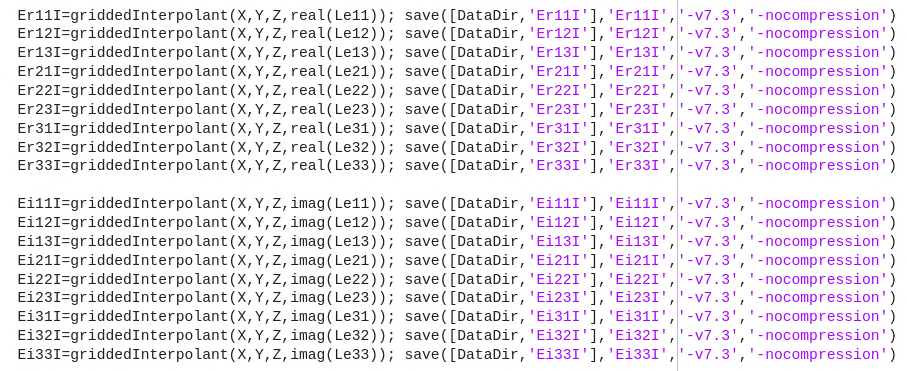 Er11I=griddedInterpolant(X,Y,Z,real(Le11)); save([DataDir,'Er11I'],'Er11I','-v7.3','-nocompression')
Er12I=griddedInterpolant(X,Y,Z,real(Le12)); save([DataDir,'Er12I'],'Er12I','-v7.3','-nocompression')
Er13I=griddedInterpolant(X,Y,Z,real(Le13)); save([DataDir,'Er13I'],'Er13I','-v7.3','-nocompression')
Er21I=griddedInterpolant(X,Y,Z,real(Le21)); save([DataDir,'Er21I'],'Er21I','-v7.3','-nocompression')
Er22I=griddedInterpolant(X,Y,Z,real(Le22)); save([DataDir,'Er22I'],'Er22I','-v7.3','-nocompression')
Er23I=griddedInterpolant(X,Y,Z,real(Le23)); save([DataDir,'Er23I'],'Er23I','-v7.3','-nocompression')
Er31I=griddedInterpolant(X,Y,Z,real(Le31)); save([DataDir,'Er31I'],'Er31I','-v7.3','-nocompression')
Er32I=griddedInterpolant(X,Y,Z,real(Le32)); save([DataDir,'Er32I'],'Er32I','-v7.3','-nocompression')
Er33I=griddedInterpolant(X,Y,Z,real(Le33)); save([DataDir,'Er33I'],'Er33I','-v7.3','-nocompression')
Ei11I=griddedInterpolant(X,Y,Z,imag(Le11)); save([DataDir,'Ei11I'],'Ei11I','-v7.3','-nocompression')
Ei12I=griddedInterpolant(X,Y,Z,imag(Le12)); save([DataDir,'Ei12I'],'Ei12I','-v7.3','-nocompression')
Ei13I=griddedInterpolant(X,Y,Z,imag(Le13)); save([DataDir,'Ei13I'],'Ei13I','-v7.3','-nocompression')
Ei21I=griddedInterpolant(X,Y,Z,imag(Le21)); save([DataDir,'Ei21I'],'Ei21I','-v7.3','-nocompression')
Ei22I=griddedInterpolant(X,Y,Z,imag(Le22)); save([DataDir,'Ei22I'],'Ei22I','-v7.3','-nocompression')
Ei23I=griddedInterpolant(X,Y,Z,imag(Le23)); save([DataDir,'Ei23I'],'Ei23I','-v7.3','-nocompression')
Ei31I=griddedInterpolant(X,Y,Z,imag(Le31)); save([DataDir,'Ei31I'],'Ei31I','-v7.3','-nocompression')
Ei32I=griddedInterpolant(X,Y,Z,imag(Le32)); save([DataDir,'Ei32I'],'Ei32I','-v7.3','-nocompression')
Ei33I=griddedInterpolant(X,Y,Z,imag(Le33)); save([DataDir,'Ei33I'],'Ei33I','-v7.3','-nocompression')